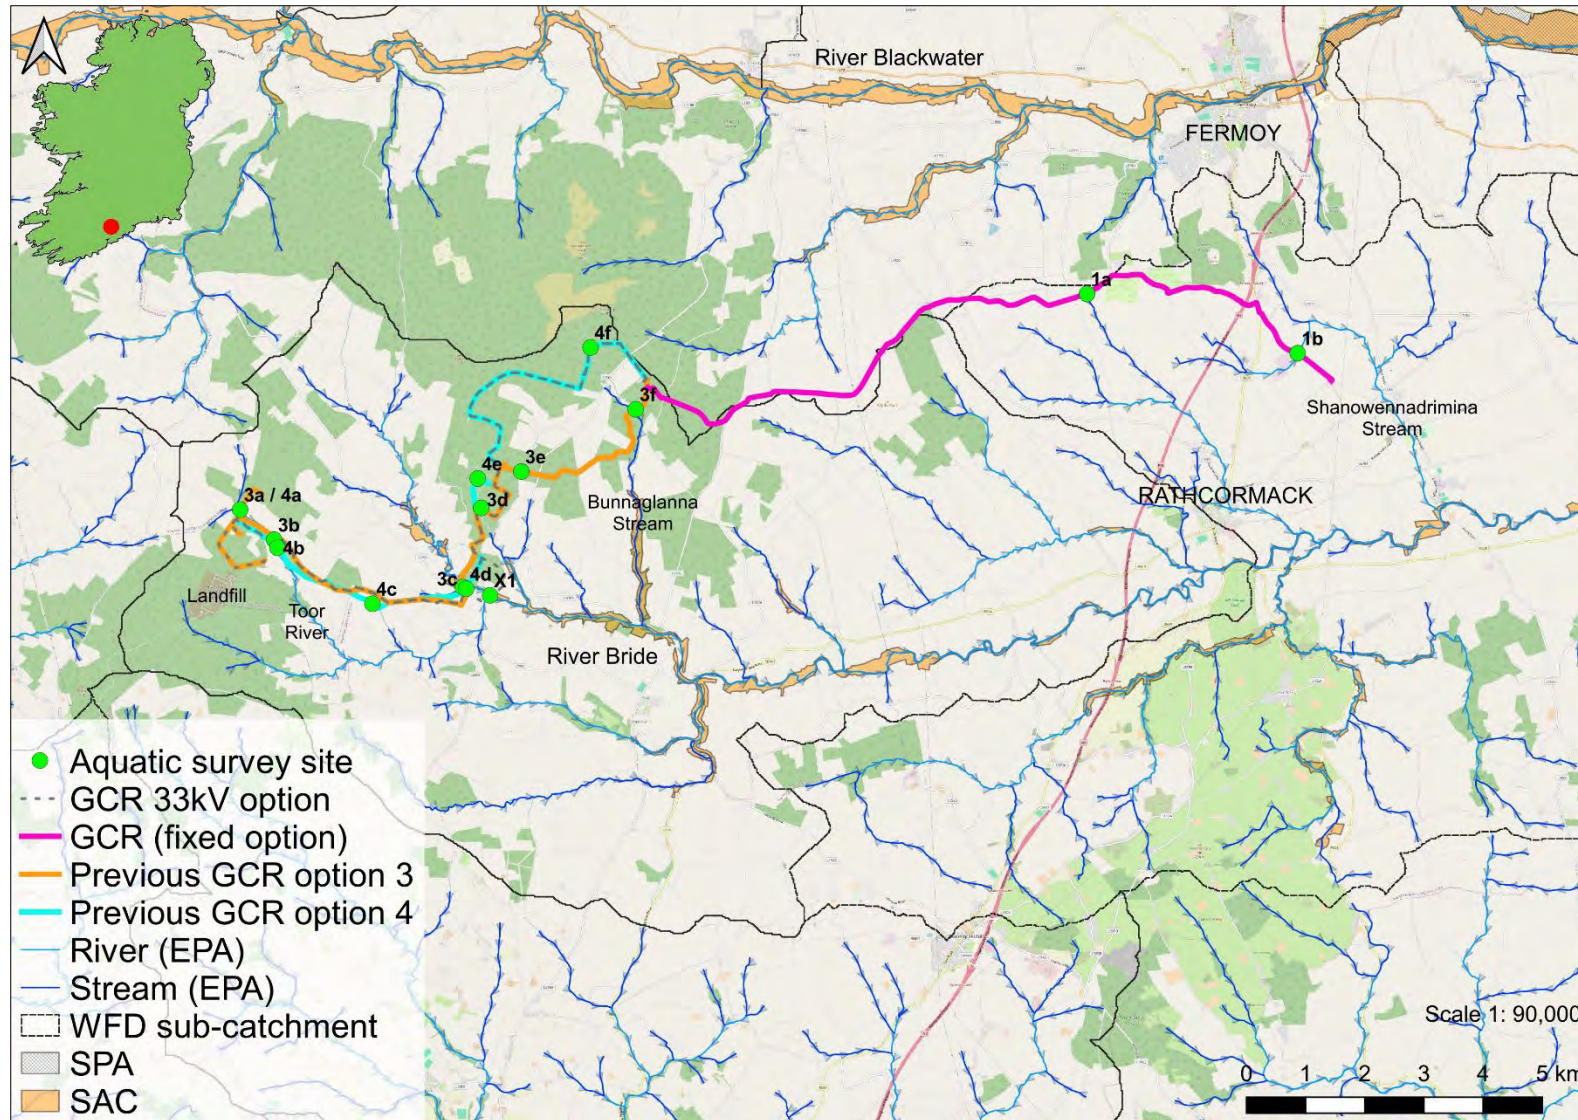 River Blackwater
FERMOY
1a
1b
4f
3f
Shanowennadrimina
Stream
3e
4e
3d
RATHCORMACK
Bunnaglanna
Stream
3a / 4a
3b
4b
4d
X1
3c
4c
Landfill
Toor
River
River Bride
Aquatic survey site
GCR 33kV option
GCR (fixed option)
Previous GCR option 3
Previous GCR option 4
River (EPA)
Stream (EPA)
WFD sub-catchment
SPA
SAC
Scale 1: 90,000
0 1 2 3 4 5 km